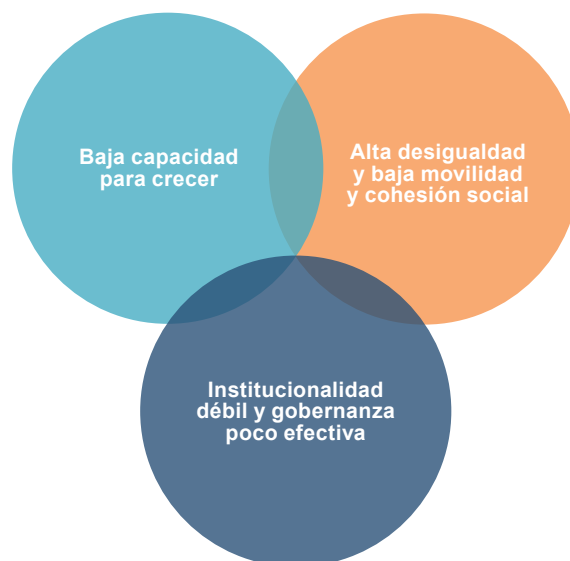 Baja capacidad
para crecer
Alta desigualdad
y baja movilidad
y cohesión social
Institucionalidad
débil y gobernanza
poco efectiva